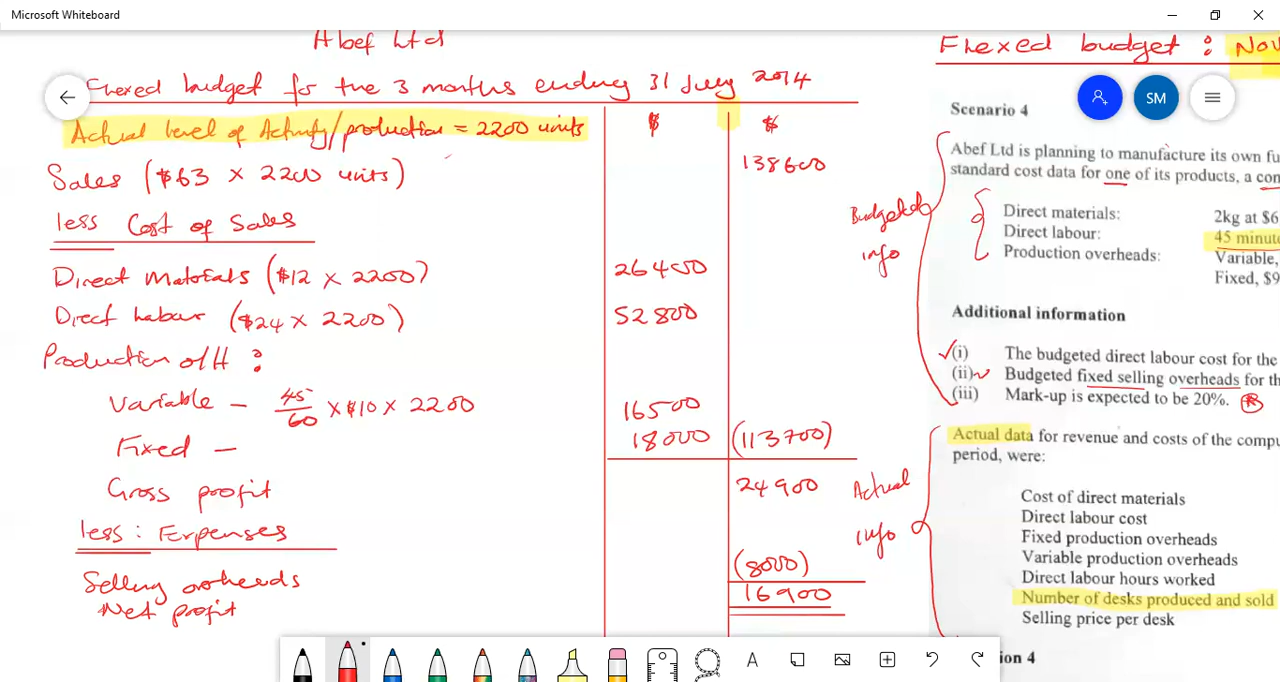 Microsoft Whiteboard
Abef Ltd
Flexed budget for the 3 months ending 31 July 2014
Actual level of Activity/production = 2200 units
$ $
Sales ($63 × 2200 units) 138600
less Cost of Sales
Direct Materials ($12 × 2200) 26400
Direct Labour ($24 × 2200) 52800
Production o/H :
Variable – 45/60 × $10 × 2200 16500
Fixed – 18000 (113700)
Gross profit 24900
less : Expenses
Selling overheads (8000)
Net profit 16900
Flexed budget : Nov
SM
Scenario 4
Abef Ltd is planning to manufacture its own fu
standard cost data for one of its products, a con
Budgeted
info
Direct materials: 2kg at $6
Direct labour: 45 minute
Production overheads: Variable,
Fixed, $9
Additional information
(i) The budgeted direct labour cost for the
(ii) Budgeted fixed selling overheads for th
(iii) Mark-up is expected to be 20%.
Actual data for revenue and costs of the compu
period, were:
Actual
info
Cost of direct materials
Direct labour cost
Fixed production overheads
Variable production overheads
Direct labour hours worked
Number of desks produced and sold
Selling price per desk
ion 4